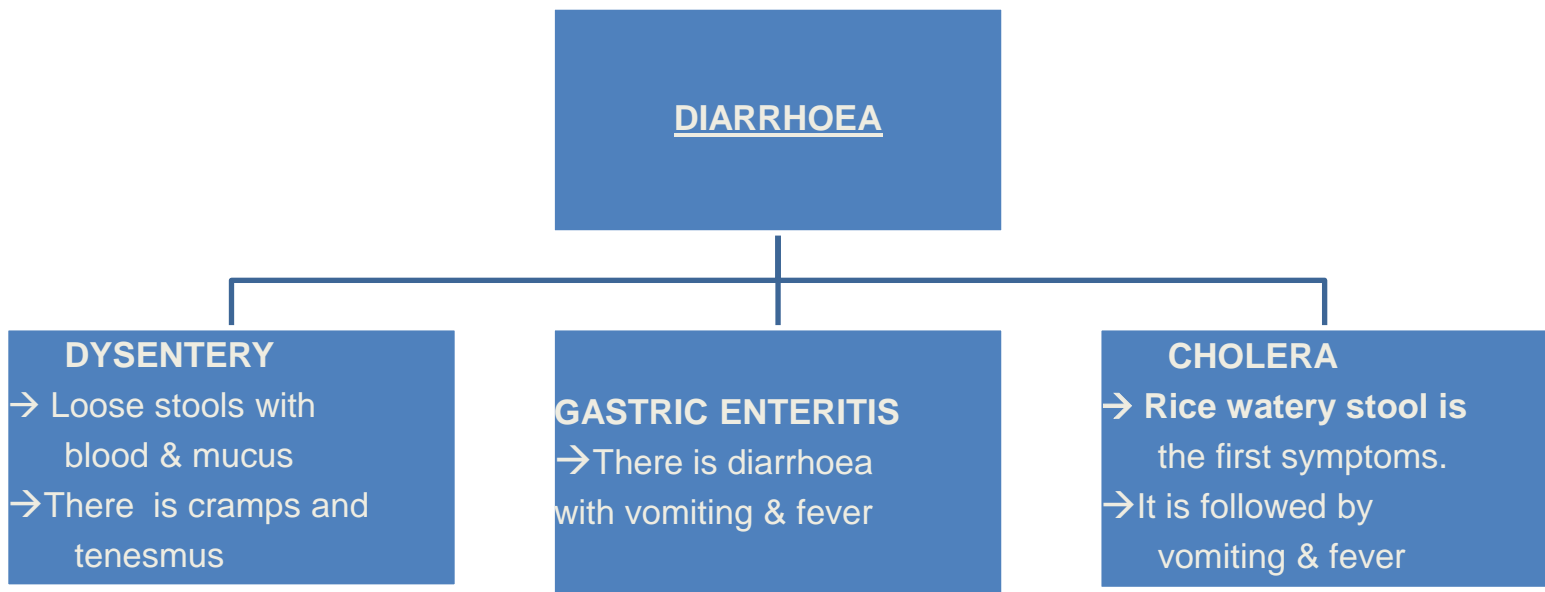 DIARRHOEA
DYSENTERY
→ Loose stools with
blood & mucus
→There is cramps and
tenesmus
GASTRIC ENTERITIS
→There is diarrhoea
with vomiting & fever
CHOLERA
→ Rice watery stool is
the first symptoms.
→It is followed by
vomiting & fever